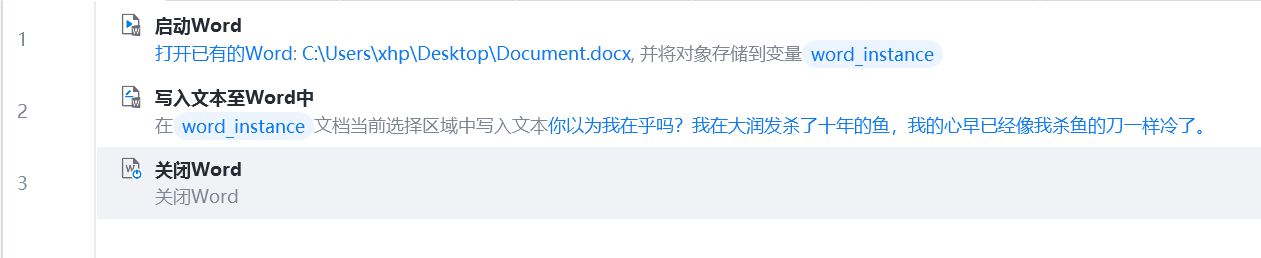 1
启动Word
打开已有的Word: C:\Users\xhp\Desktop\Document.docx, 并将对象存储到变量 word_instance
2
写入文本至Word中
在 word_instance 文档当前选择区域中写入文本你以为我在乎吗？我在大润发杀了十年的鱼，我的心早已经像我杀鱼的刀一样冷了。
3
关闭Word
关闭Word